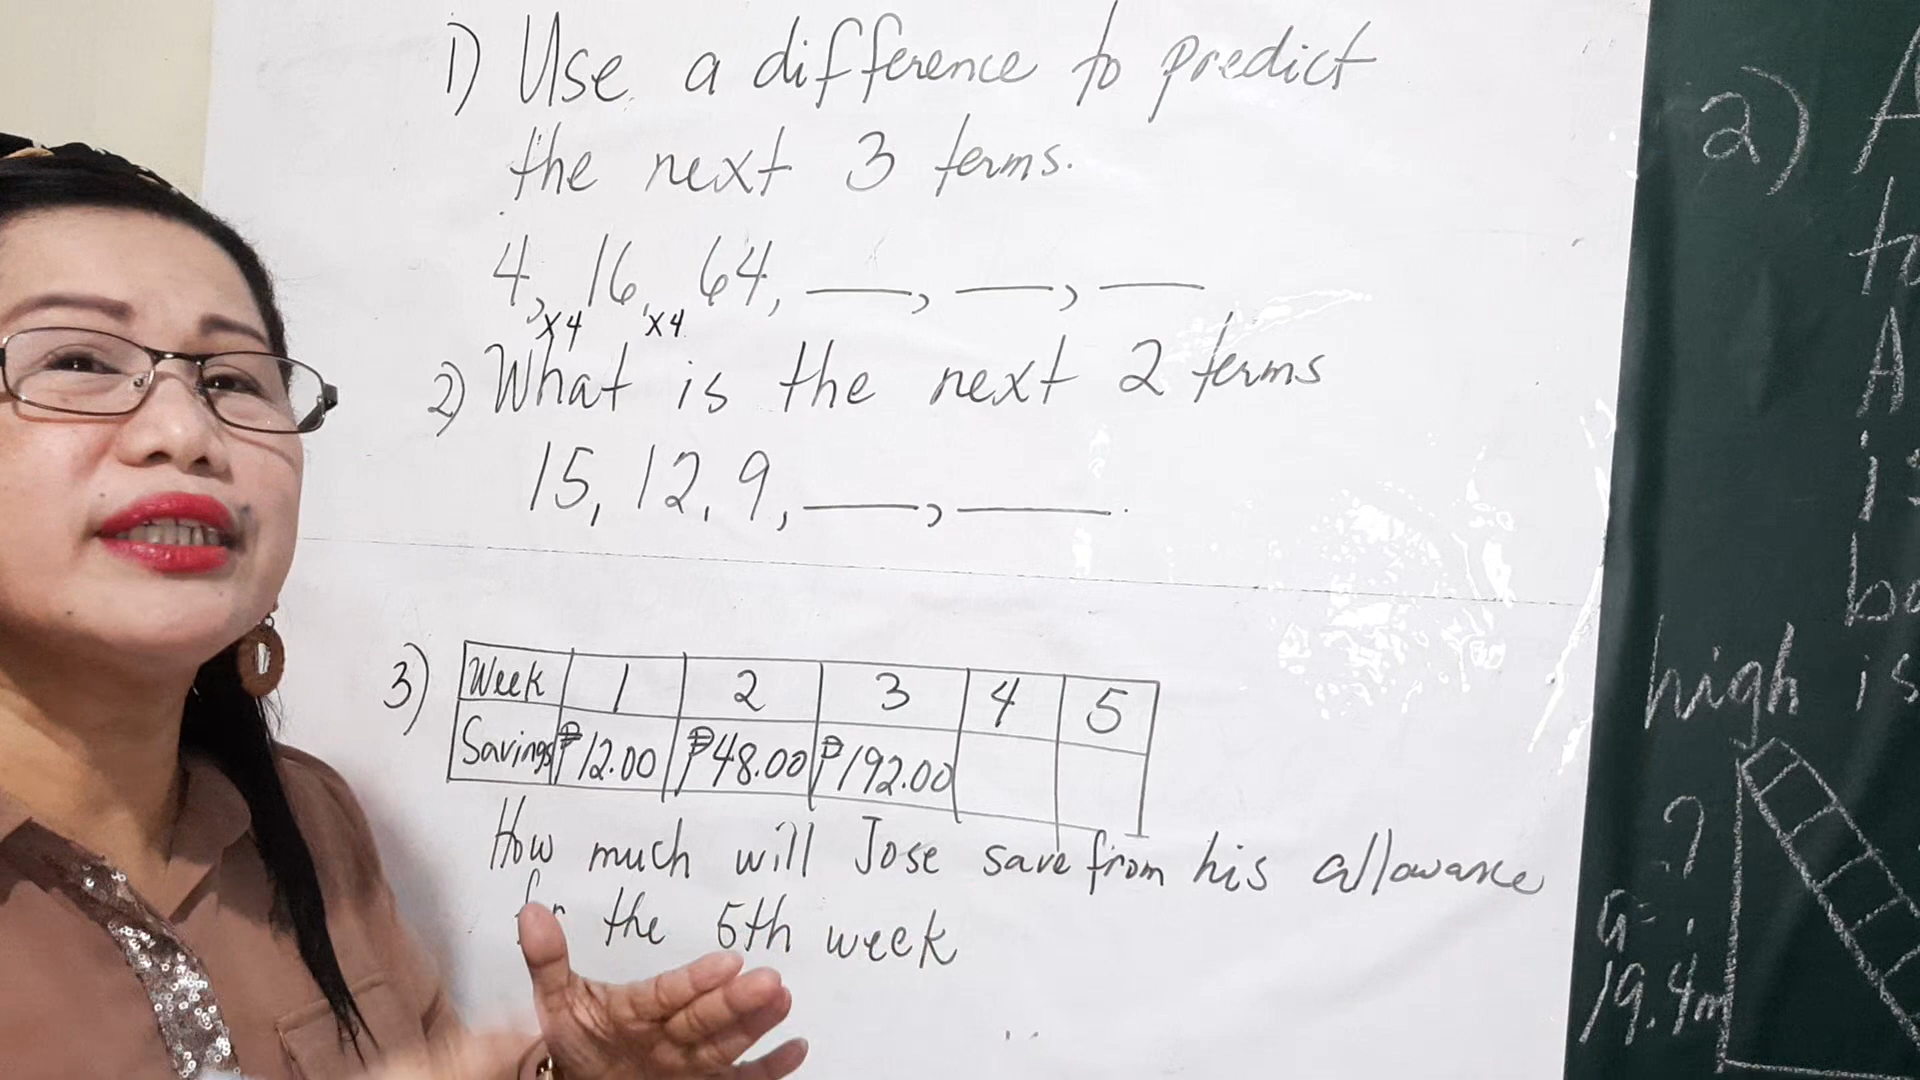 1) Use a difference to predict
the next 3 terms.
4, 16, 64, ___, ___, ___
x4 x4
2) What is the next 2 terms
15, 12, 9, ___, ___.
3) Week 1 2 3 4 5
Savings ₱12.00 ₱48.00 ₱192.00
How much will Jose save from his allowance
the 5th week
2)
high is
?
a=
19.4m